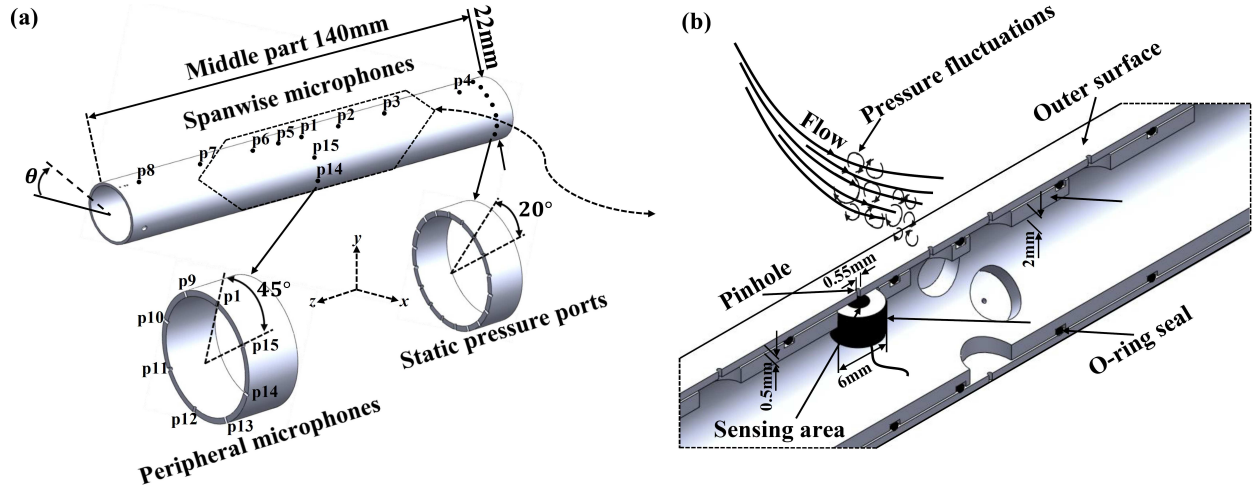 (a)
Middle part 140mm
22mm
Spanwise microphones
p4
p3
p2
p1
p5
p6
p7
p8
p15
p14
θ
20°
Static pressure ports
y
z
x
p9
p1
45°
p10
p15
p11
p14
p12
p13
Peripheral microphones
(b)
Pressure fluctuations
Flow
Outer surface
Pinhole
0.55mm
2mm
0.5mm
6mm
O-ring seal
Sensing area